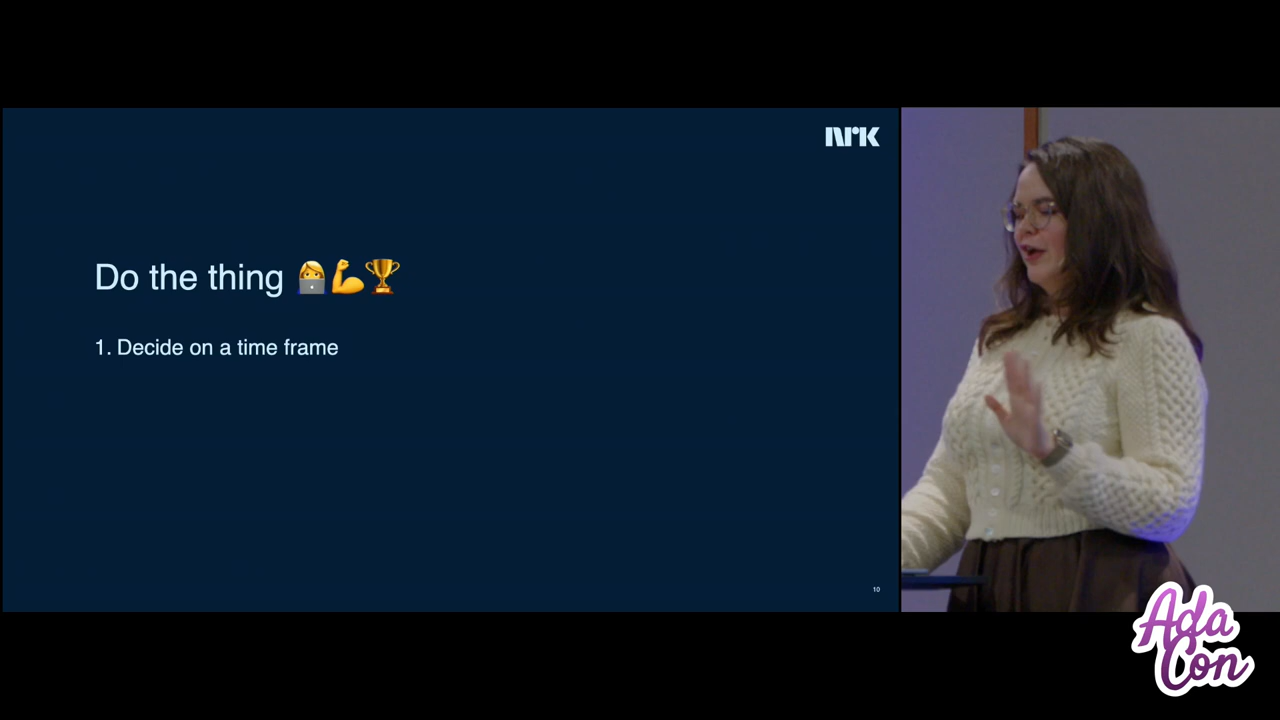 NRK
Do the thing 👩‍💻💪🏆
1. Decide on a time frame
10
Ada
Con